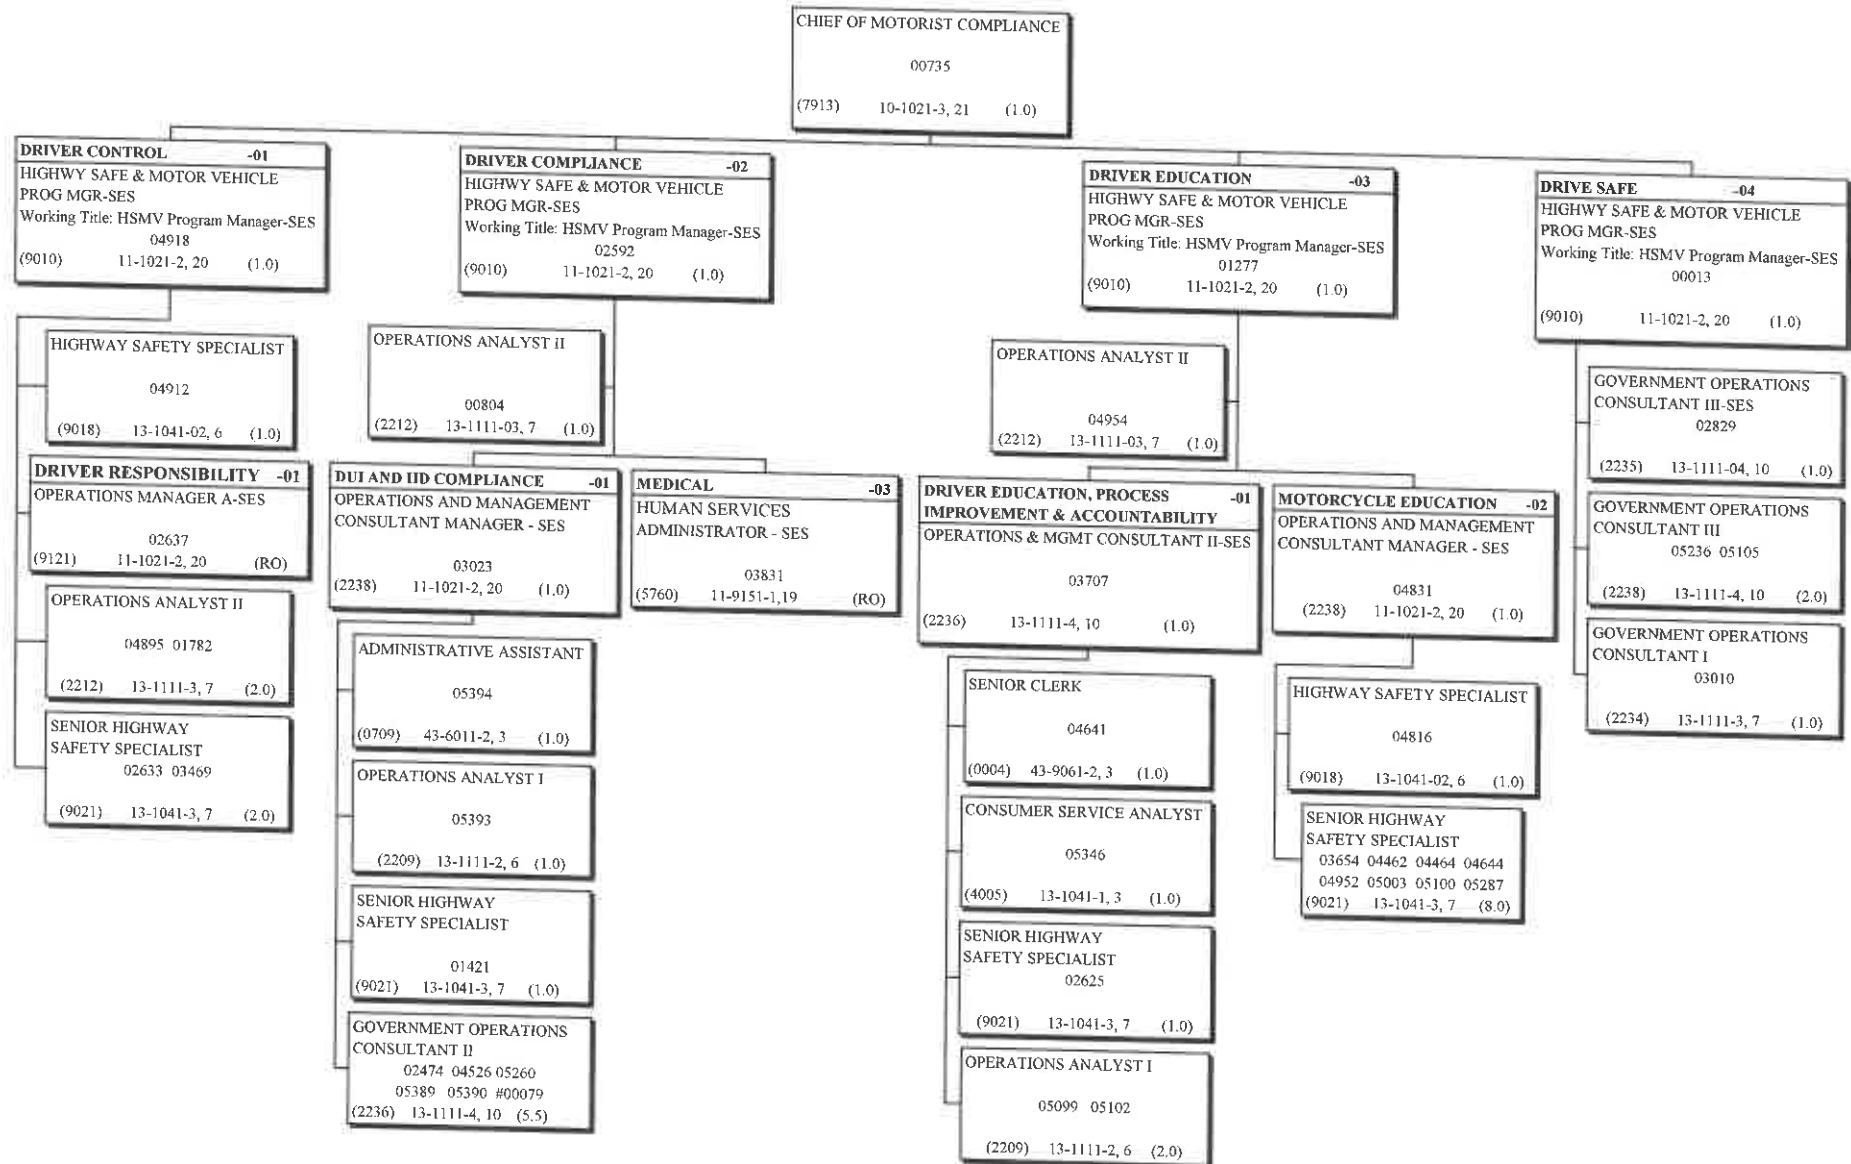 CHIEF OF MOTORIST COMPLIANCE
00735
(7913) 10-1021-3, 21 (1.0)
DRIVER CONTROL -01
HIGHWY SAFE & MOTOR VEHICLE
PROG MGR-SES
Working Title: HSMV Program Manager-SES
04918
(9010) 11-1021-2, 20 (1.0)
HIGHWAY SAFETY SPECIALIST
04912
(9018) 13-1041-02, 6 (1.0)
DRIVER RESPONSIBILITY -01
OPERATIONS MANAGER A-SES
02637
(9121) 11-1021-2, 20 (RO)
OPERATIONS ANALYST II
04895 01782
(2212) 13-1111-3, 7 (2.0)
SENIOR HIGHWAY
SAFETY SPECIALIST
02633 03469
(9021) 13-1041-3, 7 (2.0)
DRIVER COMPLIANCE -02
HIGHWY SAFE & MOTOR VEHICLE
PROG MGR-SES
Working Title: HSMV Program Manager-SES
02592
(9010) 11-1021-2, 20 (1.0)
OPERATIONS ANALYST II
00804
(2212) 13-1111-03, 7 (1.0)
DUI AND IID COMPLIANCE -01
OPERATIONS AND MANAGEMENT
CONSULTANT MANAGER - SES
03023
(2238) 11-1021-2, 20 (1.0)
ADMINISTRATIVE ASSISTANT
05394
(0709) 43-6011-2, 3 (1.0)
OPERATIONS ANALYST I
05393
(2209) 13-1111-2, 6 (1.0)
SENIOR HIGHWAY
SAFETY SPECIALIST
01421
(9021) 13-1041-3, 7 (1.0)
GOVERNMENT OPERATIONS
CONSULTANT II
02474 04526 05260
05389 05390 #00079
(2236) 13-1111-4, 10 (5.5)
MEDICAL -03
HUMAN SERVICES
ADMINISTRATOR - SES
03831
(5760) 11-9151-1,19 (RO)
DRIVER EDUCATION -03
HIGHWY SAFE & MOTOR VEHICLE
PROG MGR-SES
Working Title: HSMV Program Manager-SES
01277
(9010) 11-1021-2, 20 (1.0)
OPERATIONS ANALYST II
04954
(2212) 13-1111-03, 7 (1.0)
DRIVER EDUCATION, PROCESS -01
IMPROVEMENT & ACCOUNTABILITY
OPERATIONS & MGMT CONSULTANT II-SES
03707
(2236) 13-1111-4, 10 (1.0)
SENIOR CLERK
04641
(0004) 43-9061-2, 3 (1.0)
CONSUMER SERVICE ANALYST
05346
(4005) 13-1041-1, 3 (1.0)
SENIOR HIGHWAY
SAFETY SPECIALIST
02625
(9021) 13-1041-3, 7 (1.0)
OPERATIONS ANALYST I
05099 05102
(2209) 13-1111-2, 6 (2.0)
MOTORCYCLE EDUCATION -02
OPERATIONS AND MANAGEMENT
CONSULTANT MANAGER - SES
04831
(2238) 11-1021-2, 20 (1.0)
HIGHWAY SAFETY SPECIALIST
04816
(9018) 13-1041-02, 6 (1.0)
SENIOR HIGHWAY
SAFETY SPECIALIST
03654 04462 04464 04644
04952 05003 05100 05287
(9021) 13-1041-3, 7 (8.0)
DRIVE SAFE -04
HIGHWY SAFE & MOTOR VEHICLE
PROG MGR-SES
Working Title: HSMV Program Manager-SES
00013
(9010) 11-1021-2, 20 (1.0)
GOVERNMENT OPERATIONS
CONSULTANT III-SES
02829
(2235) 13-1111-04, 10 (1.0)
GOVERNMENT OPERATIONS
CONSULTANT III
05236 05105
(2238) 13-1111-4, 10 (2.0)
GOVERNMENT OPERATIONS
CONSULTANT I
03010
(2234) 13-1111-3, 7 (1.0)